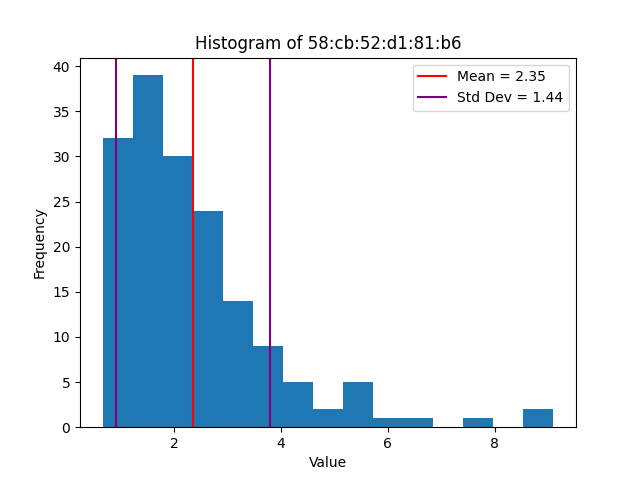 Histogram of 58:cb:52:d1:81:b6
Mean = 2.35
Std Dev = 1.44
40
35
30
25
20
15
10
5
0
Frequency
2 4 6 8
Value